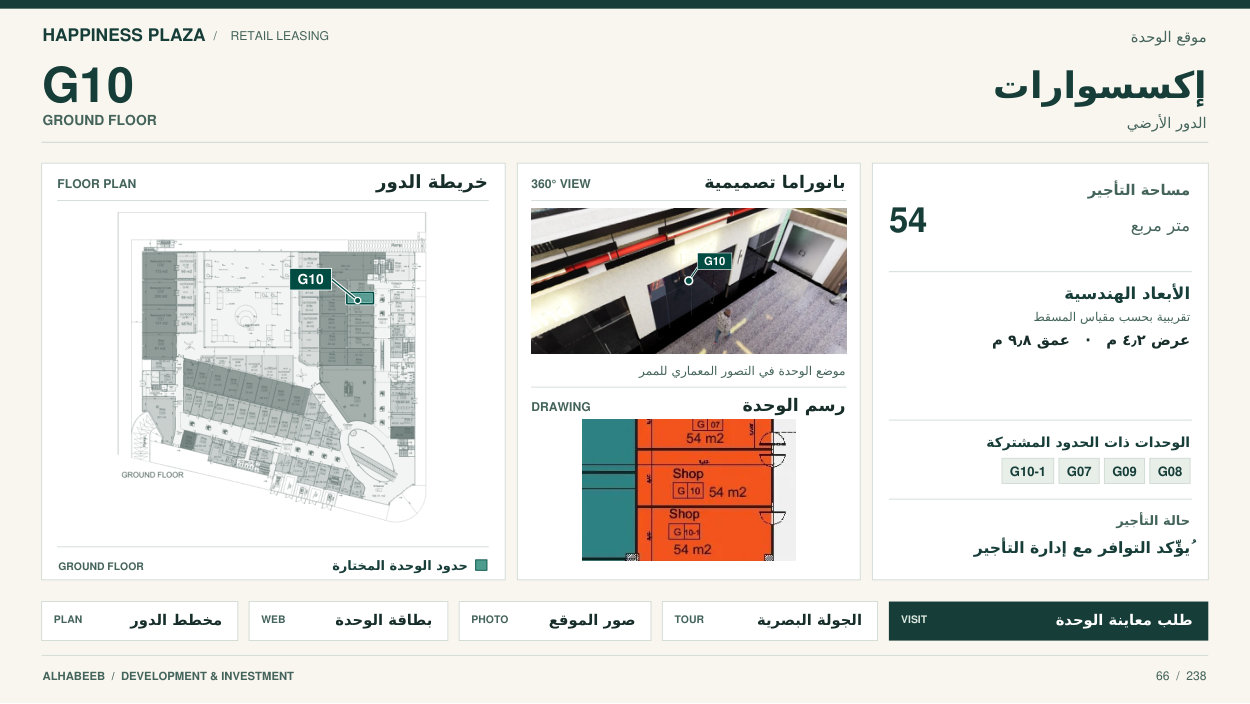 HAPPINESS PLAZA / RETAIL LEASING
موقع الوحدة
G10
إكسسوارات
GROUND FLOOR
الدور الأرضي
FLOOR PLAN
خريطة الدور
G10
GROUND FLOOR
GROUND FLOOR
حدود الوحدة المختارة
360° VIEW
بانوراما تصميمية
G10
موضع الوحدة في التصور المعماري للممر
DRAWING
رسم الوحدة
G 07
54 m2
Shop
G 10 54 m2
Shop
G 10-1
54 m2
مساحة التأجير
54
متر مربع
الأبعاد الهندسية
تقريبية بحسب مقياس المسقط
عرض ٤٫٢ م · عمق ٩٫٨ م
الوحدات ذات الحدود المشتركة
G10-1 G07 G09 G08
حالة التأجير
يؤكّد التوافر مع إدارة التأجير
PLAN مخطط الدور
WEB بطاقة الوحدة
PHOTO صور الموقع
TOUR الجولة البصرية
VISIT طلب معاينة الوحدة
ALHABEEB / DEVELOPMENT & INVESTMENT
66 / 238